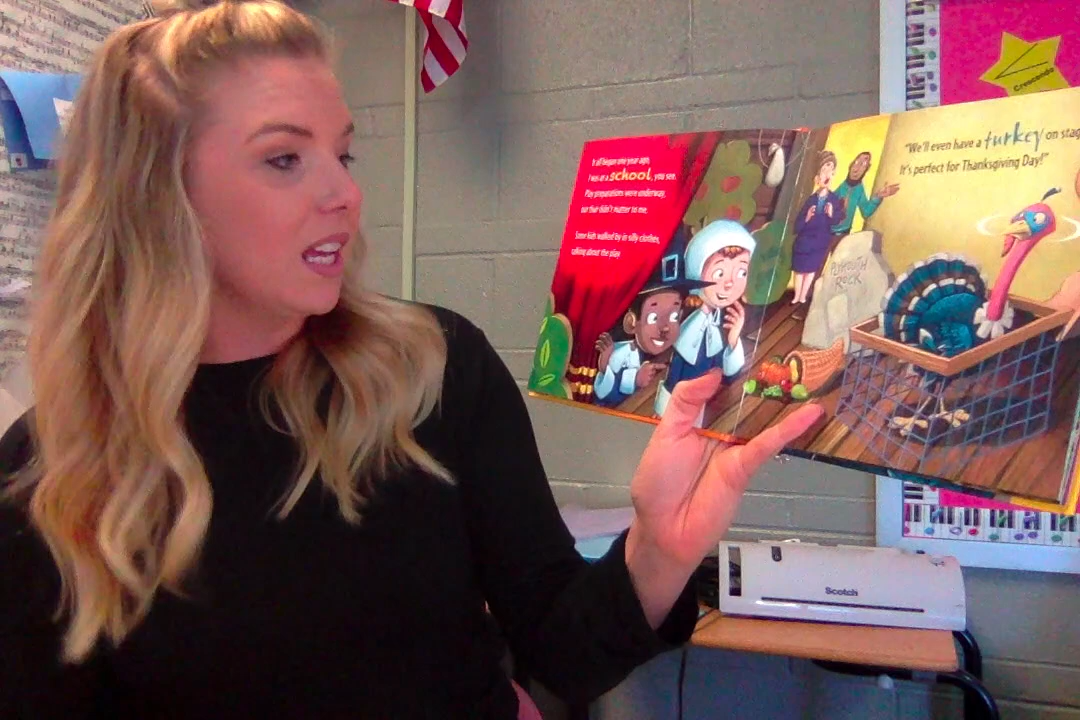 It all began one year ago,
I was at a school, you see.
Play preparations were underway,
but that didn't matter to me.
Some kids walked by in silly clothes,
talking about the play.
"We'll even have a turkey on stag
It's perfect for Thanksgiving Day!"
PLYMOUTH
ROCK
Crescendo
Scotch